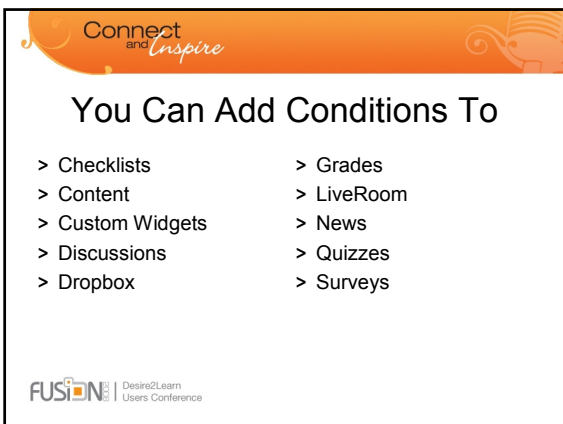 Connect
and Inspire
You Can Add Conditions To
> Checklists
> Content
> Custom Widgets
> Discussions
> Dropbox
> Grades
> LiveRoom
> News
> Quizzes
> Surveys
FUSION 2008 | Desire2Learn
Users Conference